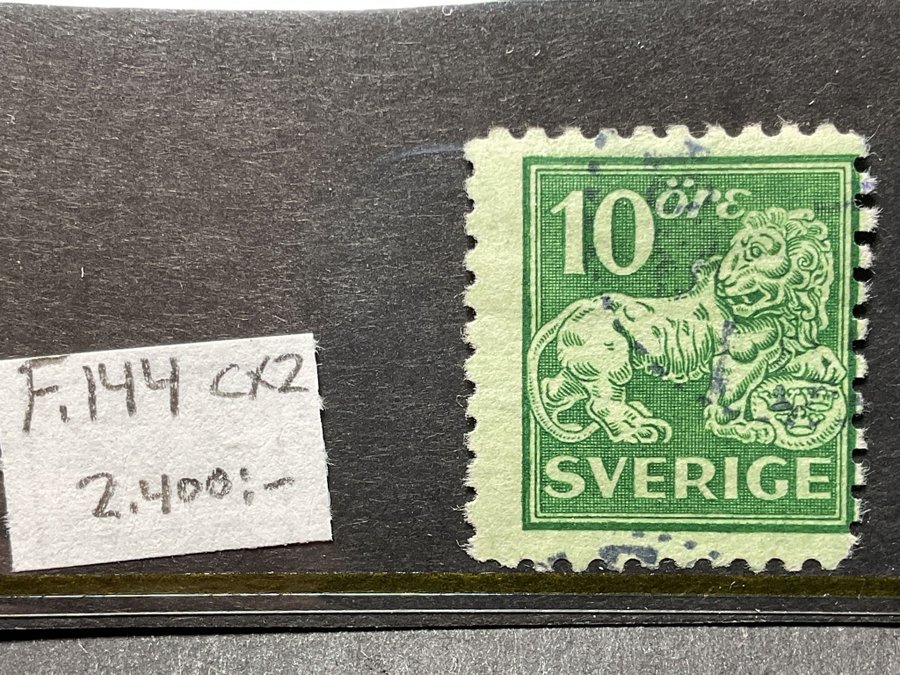 F.144 cx2
2.400:-
10 öre
SVERIGE